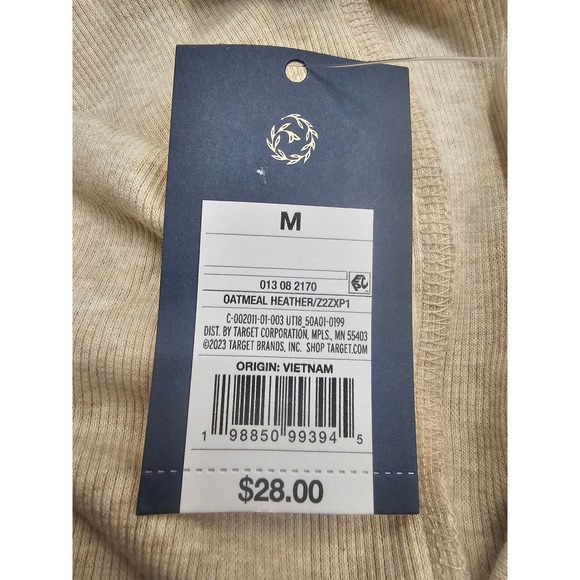 M
013 08 2170
OATMEAL HEATHER/Z2ZXP1
C-002011-01-003 UT18_50A01-0199
DIST. BY TARGET CORPORATION, MPLS., MN 55403
©2023 TARGET BRANDS, INC. SHOP TARGET.COM
ORIGIN: VIETNAM
1 98850 99394 5
$28.00